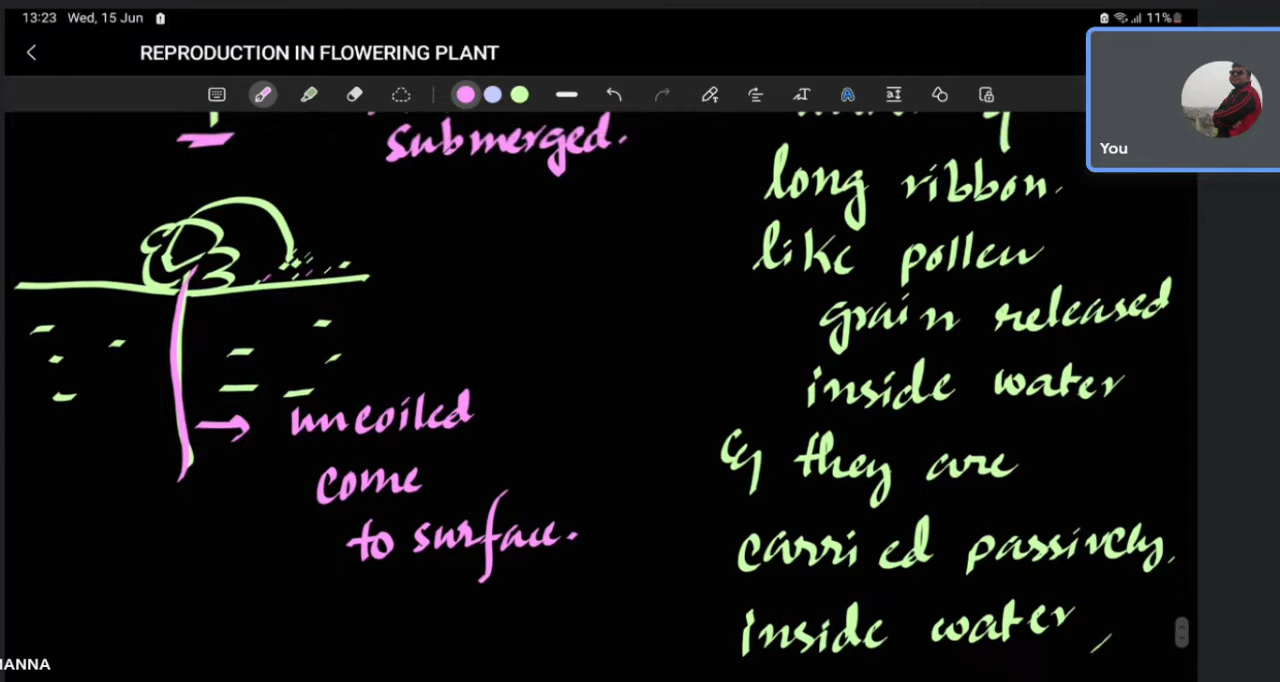 13:23 Wed, 15 Jun
11%
REPRODUCTION IN FLOWERING PLANT
You
submerged.
uncoiled
come
to surface.
long ribbon.
like pollen
grain released
inside water
& they are
carried passively,
inside water,
IANNA